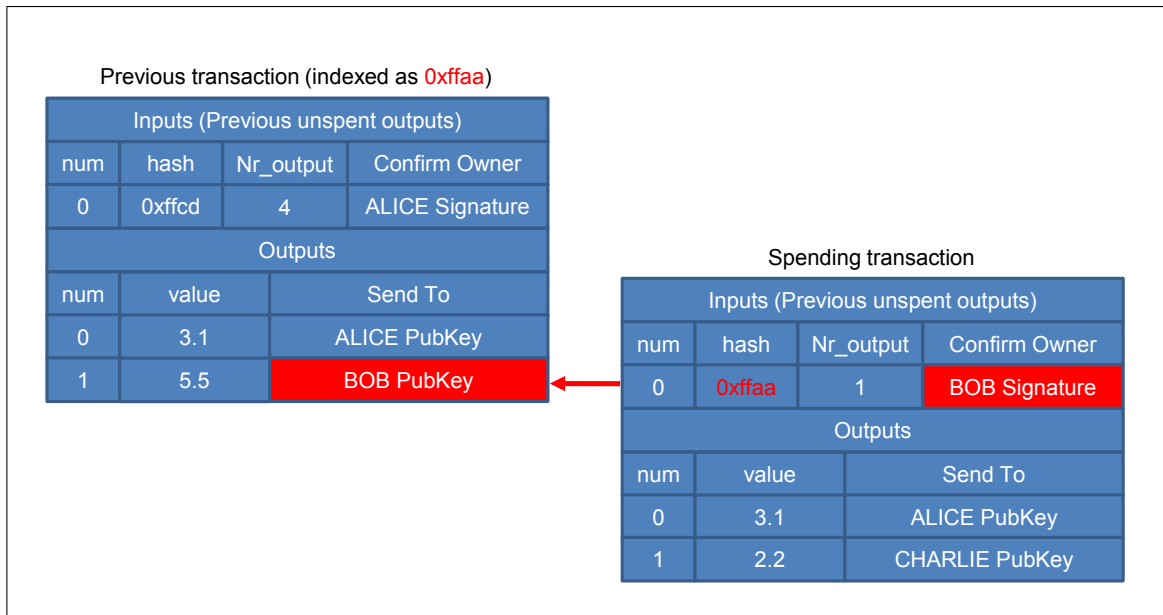 Previous transaction (indexed as 0xffaa)
Inputs (Previous unspent outputs)
num hash Nr_output Confirm Owner
0 0xffcd 4 ALICE Signature
Outputs
num value Send To
0 3.1 ALICE PubKey
1 5.5 BOB PubKey
Spending transaction
Inputs (Previous unspent outputs)
num hash Nr_output Confirm Owner
0 0xffaa 1 BOB Signature
Outputs
num value Send To
0 3.1 ALICE PubKey
1 2.2 CHARLIE PubKey